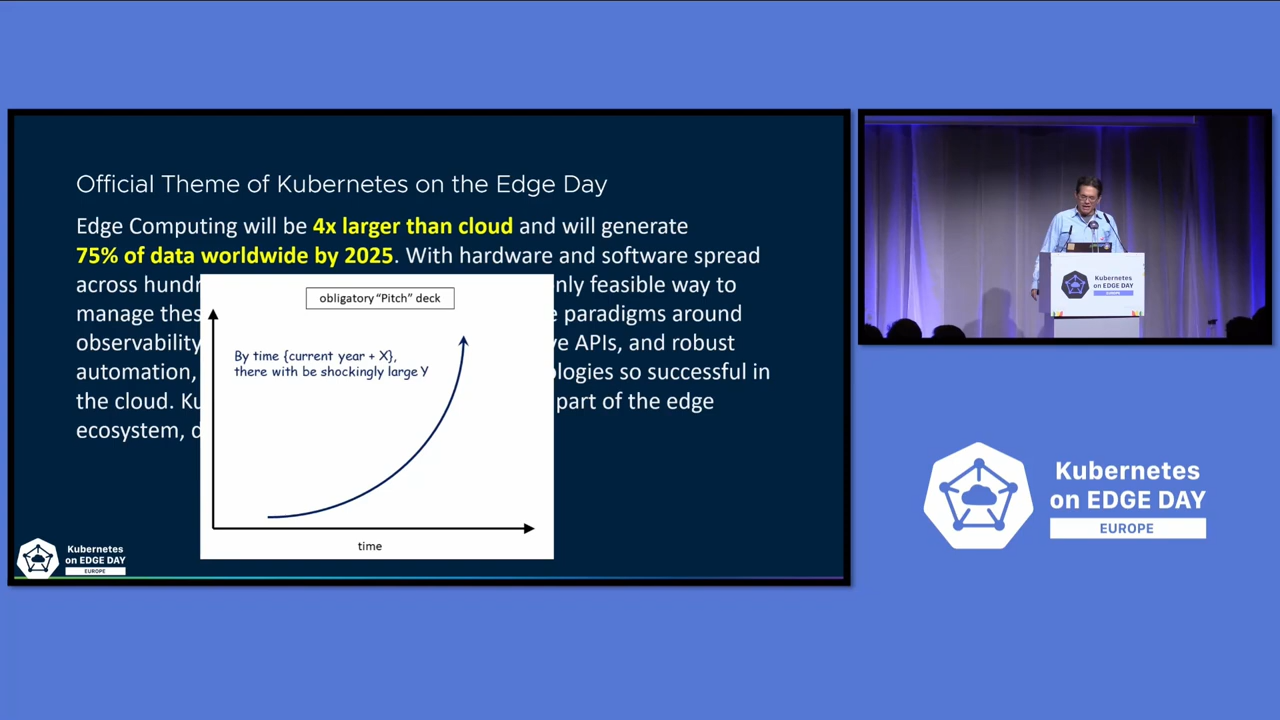 Official Theme of Kubernetes on the Edge Day
Edge Computing will be 4x larger than cloud and will generate
75% of data worldwide by 2025. With hardware and software spread
across hundr
nly feasible way to
manage thes
e paradigms around
observability
ve APIs, and robust
automation,
ologies so successful in
the cloud. Ku
part of the edge
ecosystem, c
obligatory "Pitch" deck
By time {current year + X},
there with be shockingly large Y
time
Kubernetes
on EDGE DAY
EUROPE
Kubernetes
on EDGE DAY
EUROPE
Kubernetes
on EDGE DAY
EUROPE